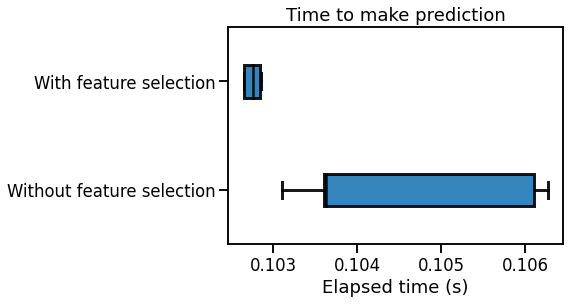 Time to make prediction
With feature selection
Without feature selection
0.103 0.104 0.105 0.106
Elapsed time (s)